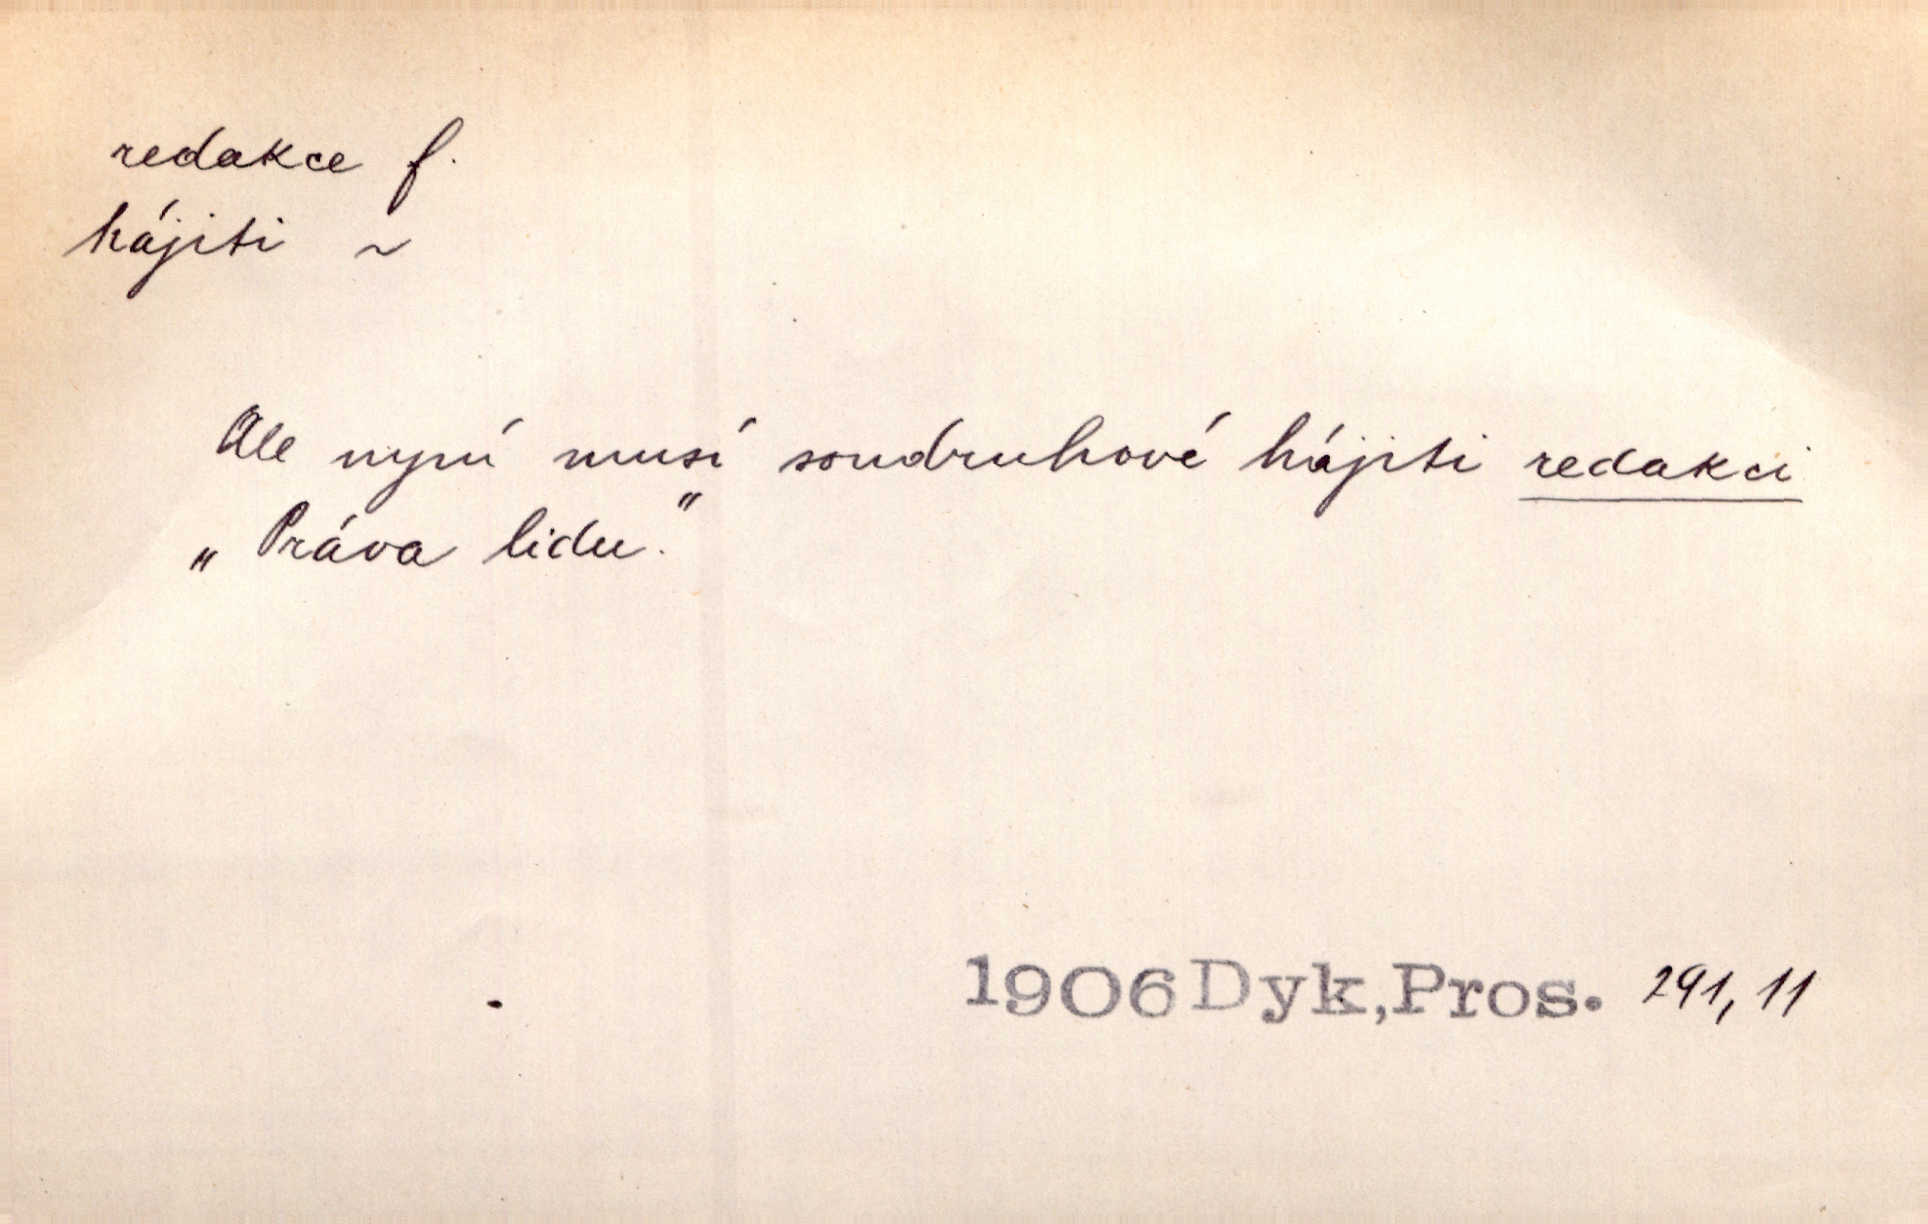 redakce f.
hájiti ~
Ale nyní musí soudruhové hájiti redakci
„Práva lidu."
1906 Dyk, Pros. 291, 11